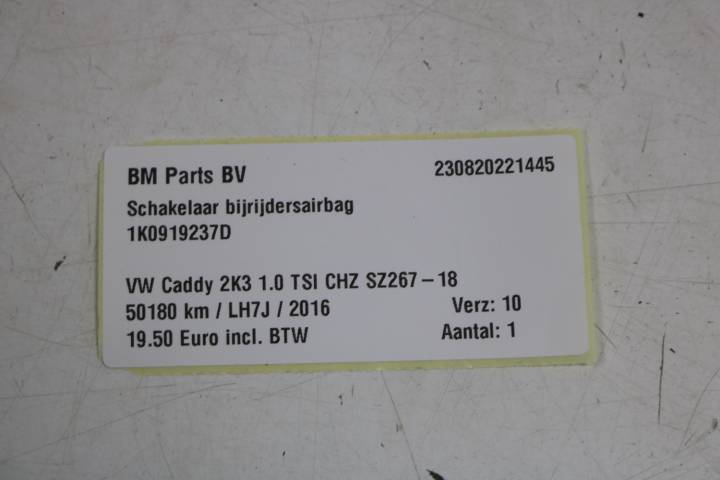 BM Parts BV 230820221445
Schakelaar bijrijdersairbag
1K0919237D
VW Caddy 2K3 1.0 TSI CHZ SZ267-18
50180 km / LH7J / 2016 Verz: 10
19.50 Euro incl. BTW Aantal: 1